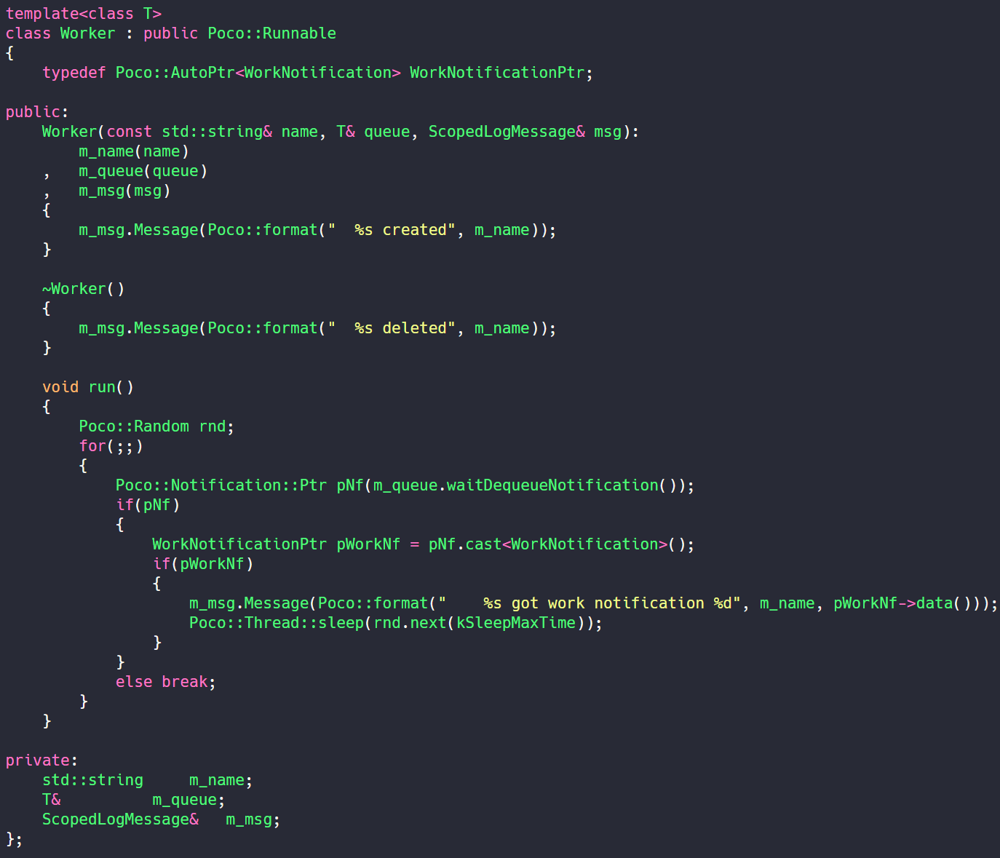 template<class T>
class Worker : public Poco::Runnable
{
    typedef Poco::AutoPtr<WorkNotification> WorkNotificationPtr;

public:
    Worker(const std::string& name, T& queue, ScopedLogMessage& msg):
        m_name(name)
    ,   m_queue(queue)
    ,   m_msg(msg)
    {
        m_msg.Message(Poco::format("  %s created", m_name));
    }

    ~Worker()
    {
        m_msg.Message(Poco::format("  %s deleted", m_name));
    }

    void run()
    {
        Poco::Random rnd;
        for(;;)
        {
            Poco::Notification::Ptr pNf(m_queue.waitDequeueNotification());
            if(pNf)
            {
                WorkNotificationPtr pWorkNf = pNf.cast<WorkNotification>();
                if(pWorkNf)
                {
                    m_msg.Message(Poco::format("    %s got work notification %d", m_name, pWorkNf->data()));
                    Poco::Thread::sleep(rnd.next(kSleepMaxTime));
                }
            }
            else break;
        }
    }

private:
    std::string     m_name;
    T&          m_queue;
    ScopedLogMessage&   m_msg;
};